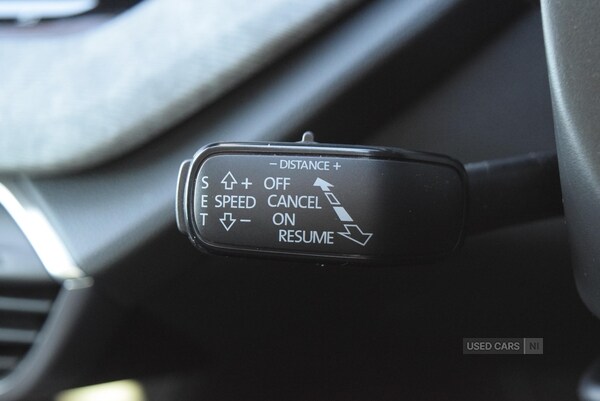 − DISTANCE +
S + OFF
E SPEED CANCEL
T − ON
RESUME
USED CARS NI